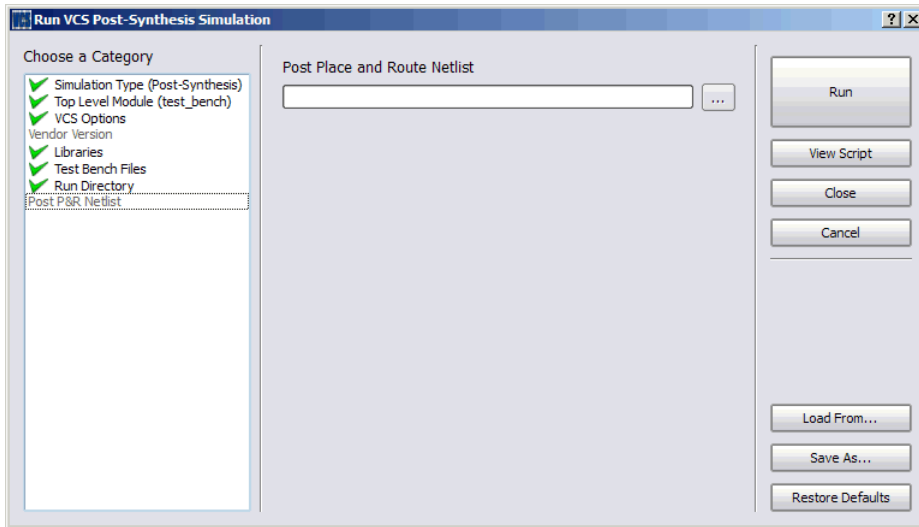 Run VCS Post-Synthesis Simulation
? X
Choose a Category
Simulation Type (Post-Synthesis)
Top Level Module (test_bench)
VCS Options
Vendor Version
Libraries
Test Bench Files
Run Directory
Post P&R Netlist
Post Place and Route Netlist
...
Run
View Script
Close
Cancel
Load From...
Save As...
Restore Defaults